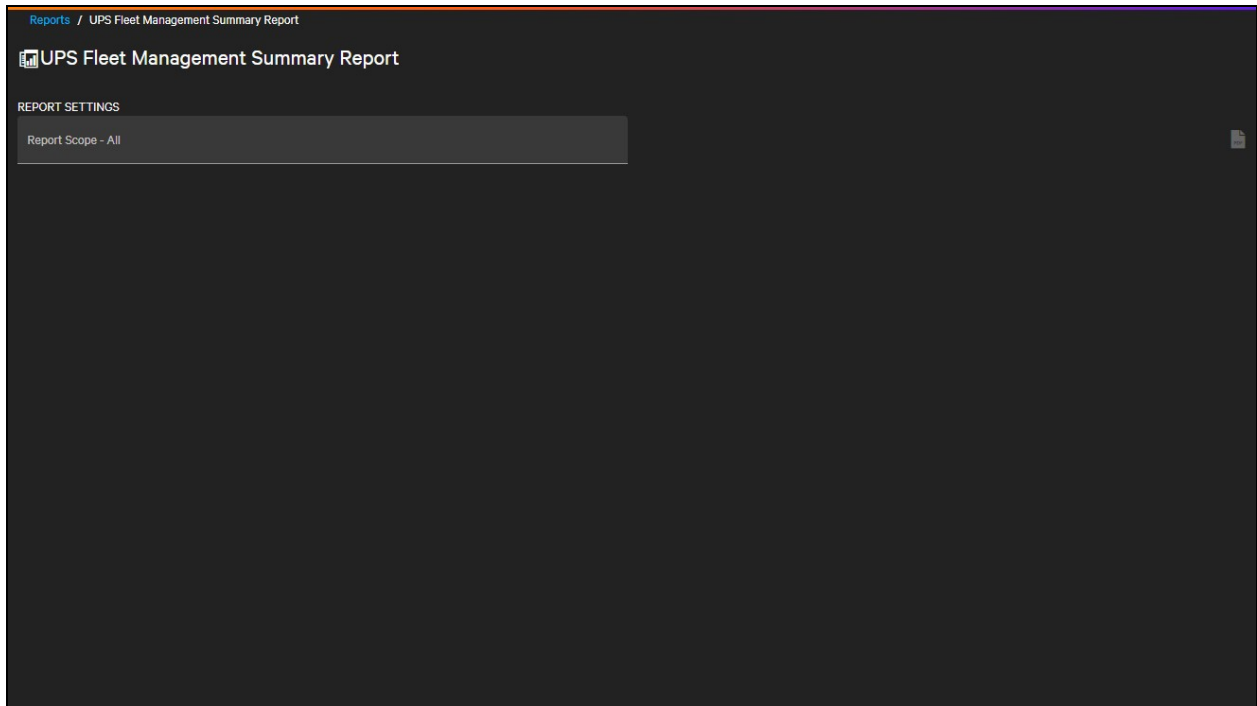 Reports / UPS Fleet Management Summary Report
UPS Fleet Management Summary Report
REPORT SETTINGS
Report Scope - All